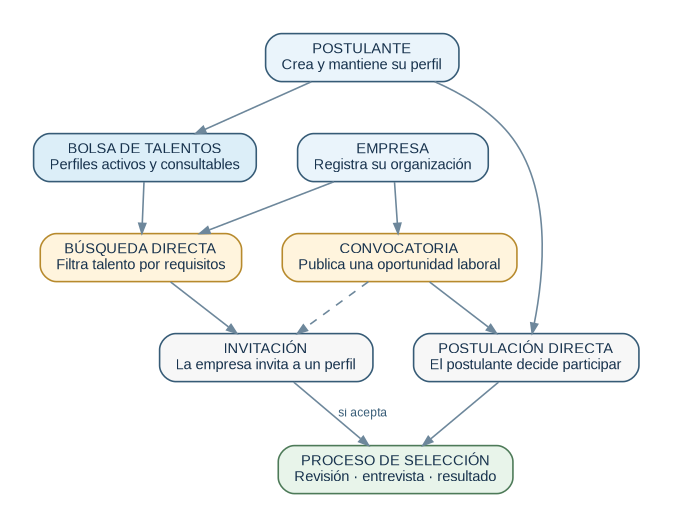 POSTULANTE
Crea y mantiene su perfil
BOLSA DE TALENTOS
Perfiles activos y consultables
EMPRESA
Registra su organización
BÚSQUEDA DIRECTA
Filtra talento por requisitos
CONVOCATORIA
Publica una oportunidad laboral
INVITACIÓN
La empresa invita a un perfil
POSTULACIÓN DIRECTA
El postulante decide participar
si acepta
PROCESO DE SELECCIÓN
Revisión · entrevista · resultado